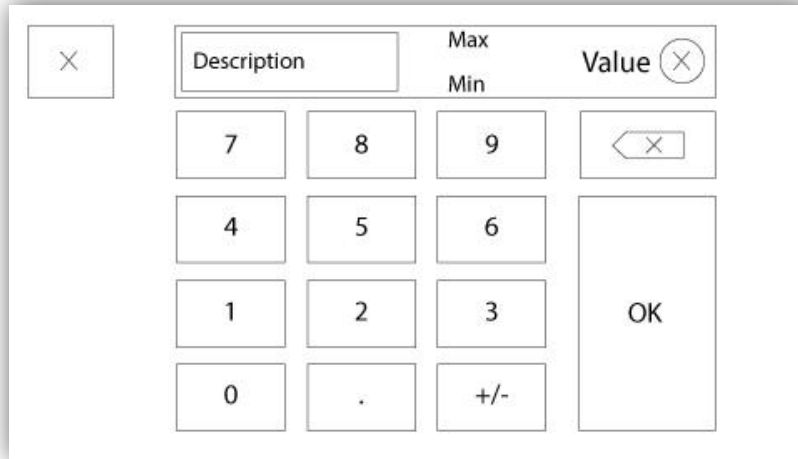 Max
Description
Value
Min
7 8 9
4 5 6
1 2 3
OK
0 . +/-